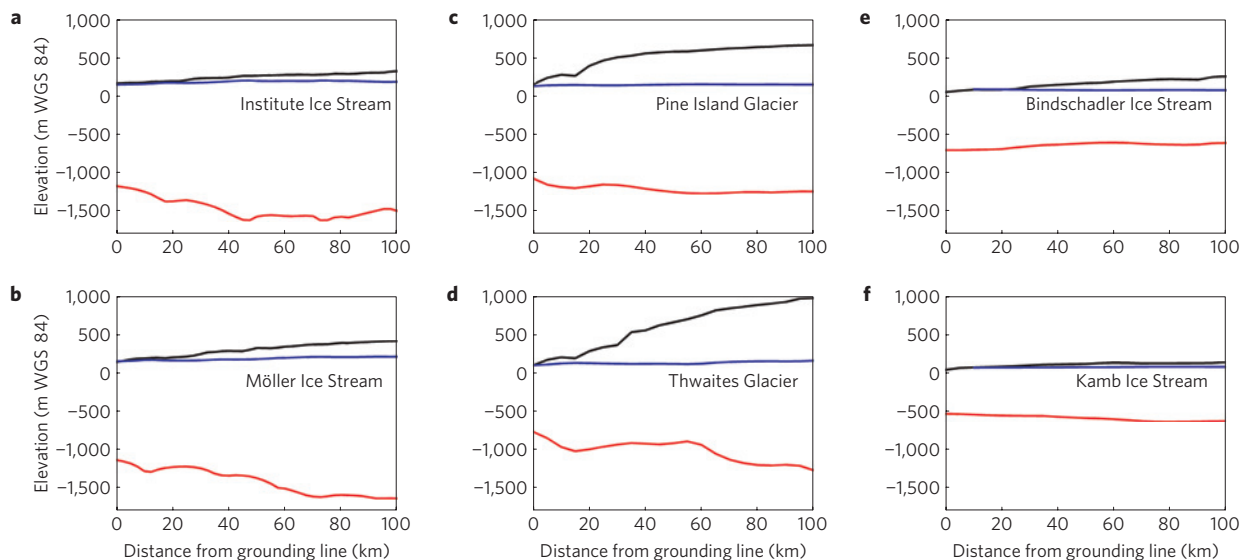 a
1,000
500
0
−500
−1,000
−1,500
Elevation (m WGS 84)
Institute Ice Stream
0 20 40 60 80 100
c
1,000
500
0
−500
−1,000
−1,500
Pine Island Glacier
0 20 40 60 80 100
e
1,000
500
0
−500
−1,000
−1,500
Bindschadler Ice Stream
0 20 40 60 80 100
b
1,000
500
0
−500
−1,000
−1,500
Elevation (m WGS 84)
Möller Ice Stream
0 20 40 60 80 100
Distance from grounding line (km)
d
1,000
500
0
−500
−1,000
−1,500
Thwaites Glacier
0 20 40 60 80 100
Distance from grounding line (km)
f
1,000
500
0
−500
−1,000
−1,500
Kamb Ice Stream
0 20 40 60 80 100
Distance from grounding line (km)